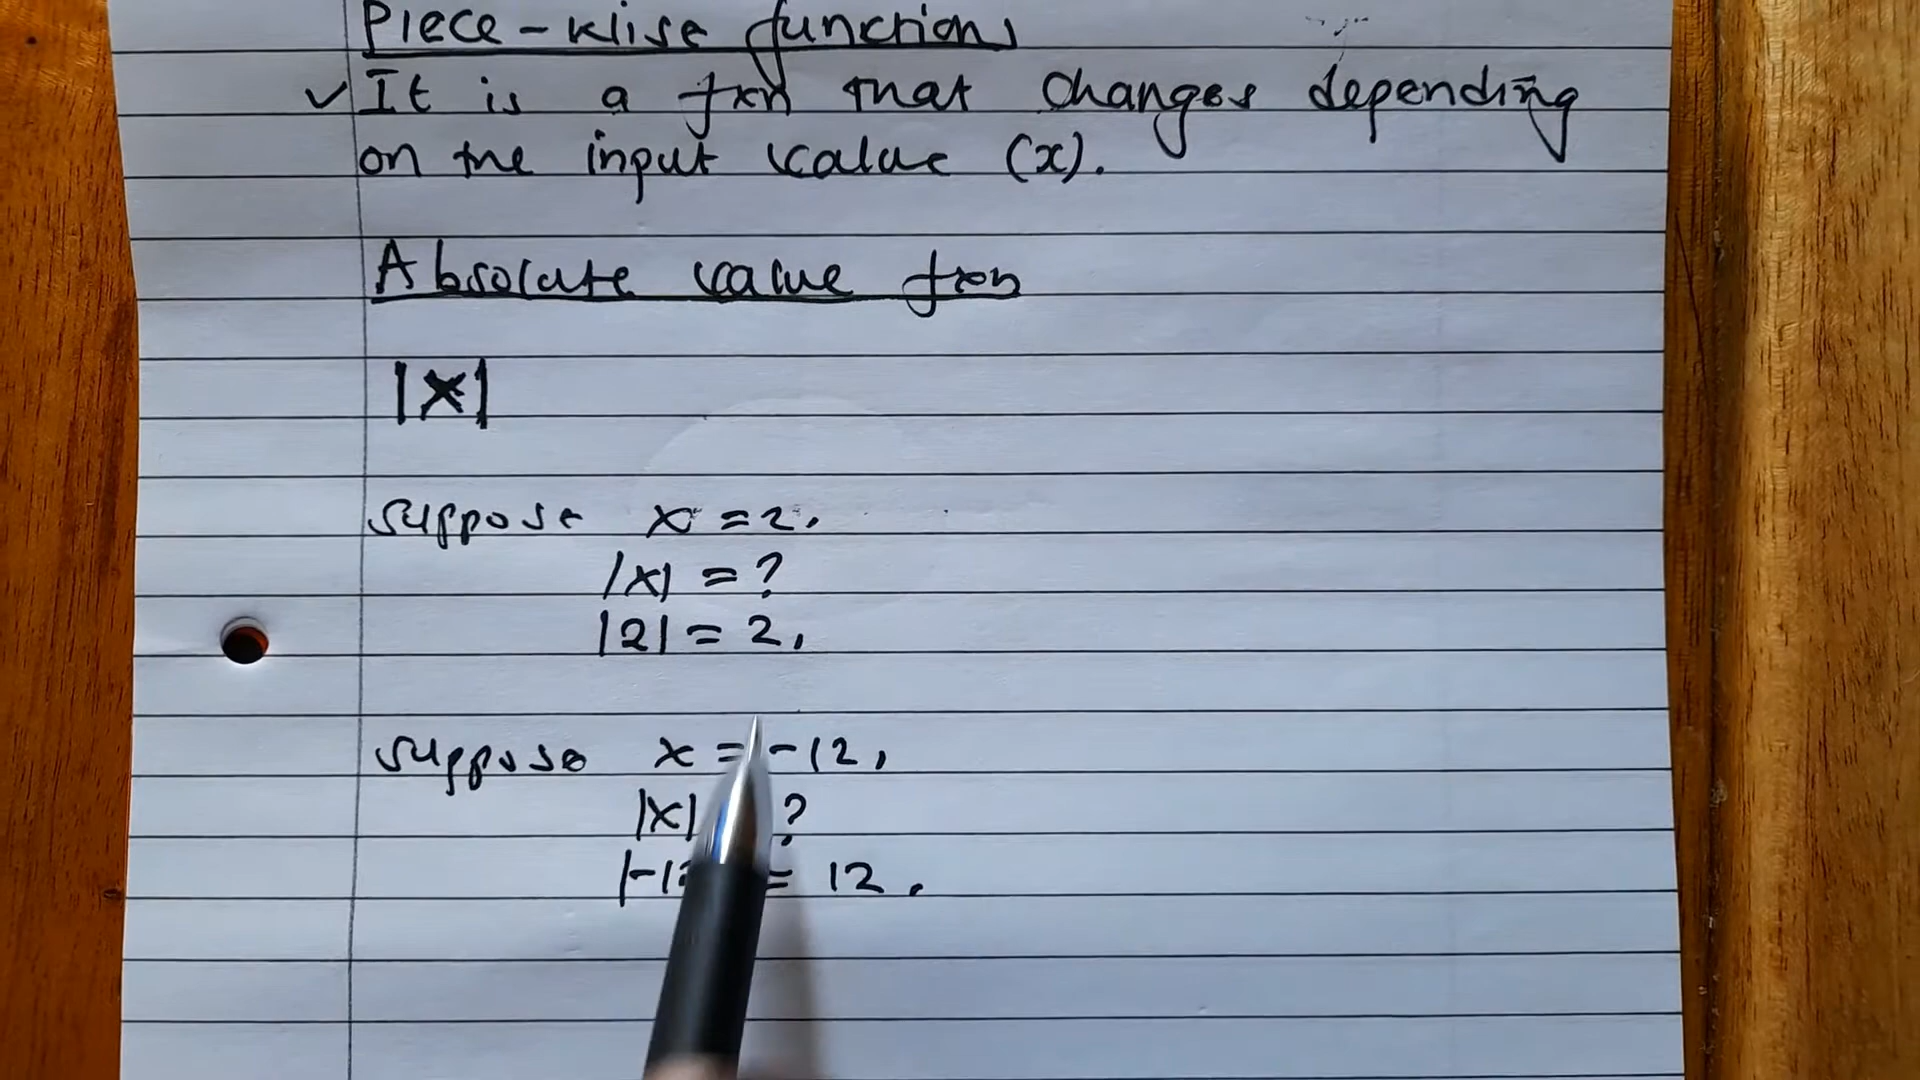 Piece-wise functions
✓ It is a fxn that changes depending
on the input value (x).
Absolute value fxn
|x|
suppose x = 2.
|x| = ?
|2| = 2,
suppose x = -12,
|x| ?
|-12 = 12.